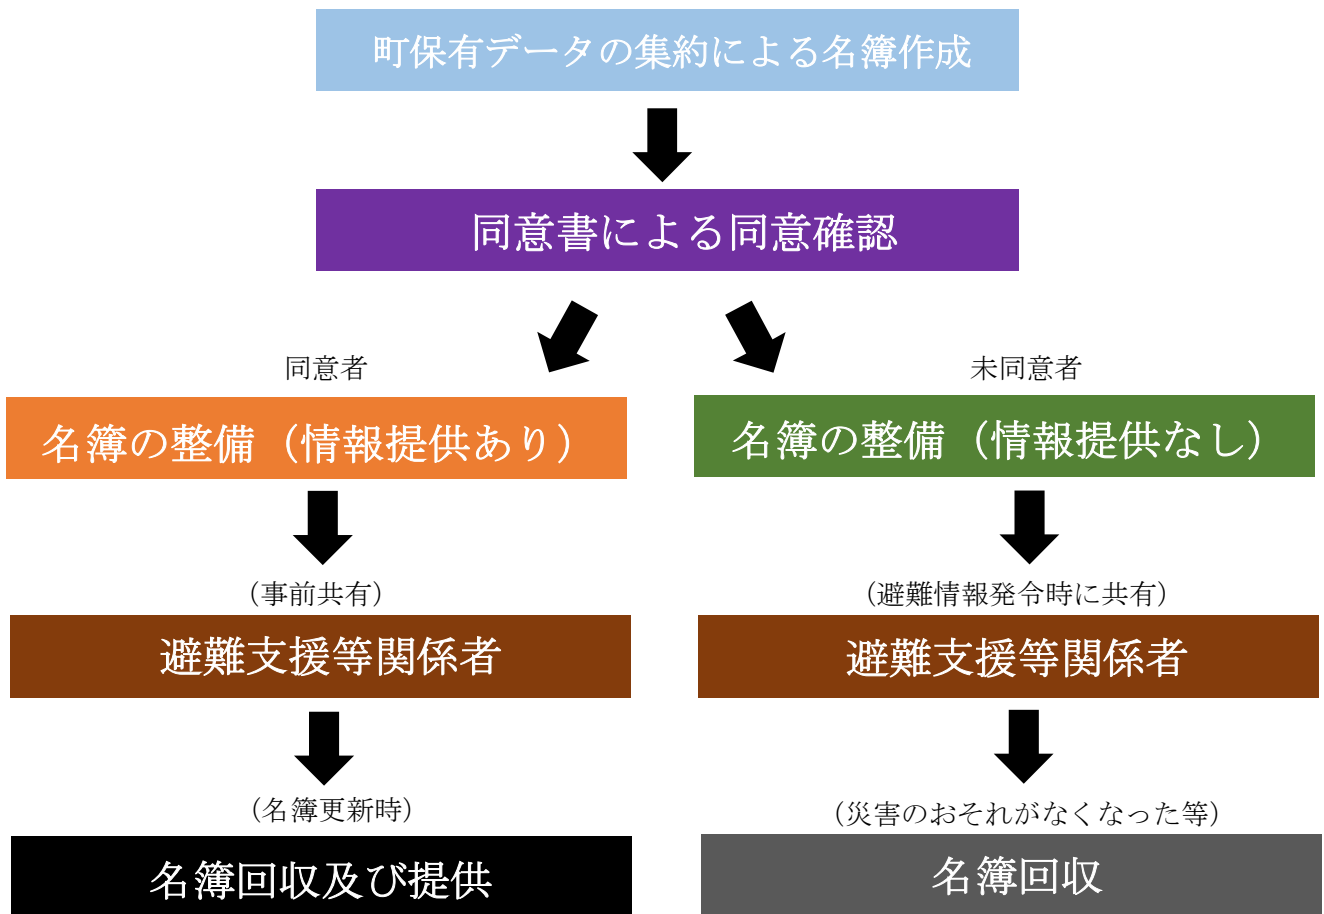 町保有データの集約による名簿作成
同意書による同意確認
同意者
未同意者
名簿の整備（情報提供あり）
名簿の整備（情報提供なし）
（事前共有）
（避難情報発令時に共有）
避難支援等関係者
避難支援等関係者
（名簿更新時）
（災害のおそれがなくなった等）
名簿回収及び提供
名簿回収